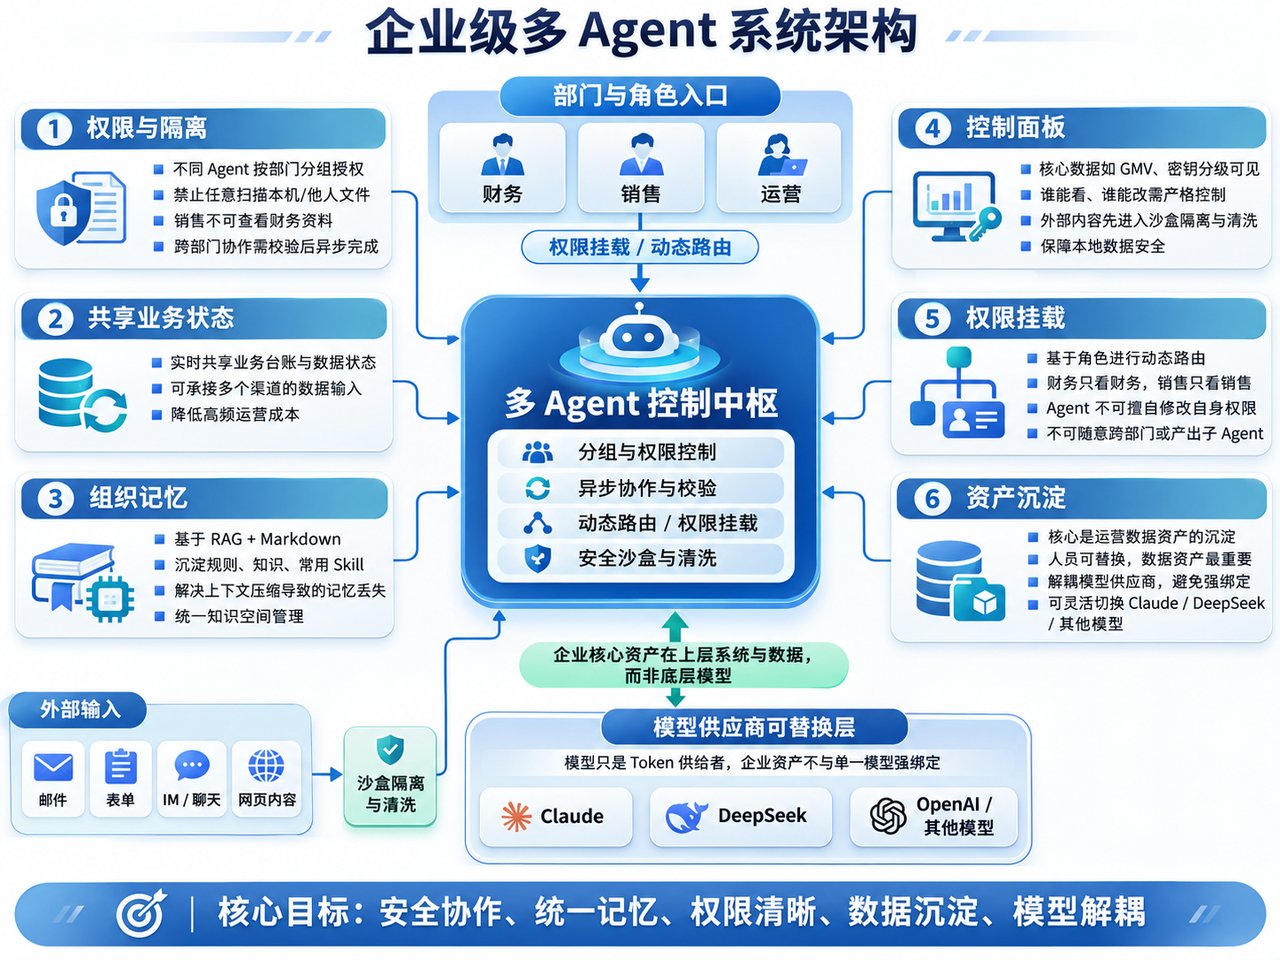 企业级多 Agent 系统架构
部门与角色入口
财务
销售
运营
权限挂载 / 动态路由
1 权限与隔离
不同 Agent 按部门分组授权
禁止任意扫描本机/他人文件
销售不可查看财务资料
跨部门协作需校验后异步完成
2 共享业务状态
实时共享业务台账与数据状态
可承接多个渠道的数据输入
降低高频运营成本
3 组织记忆
基于 RAG + Markdown
沉淀规则、知识、常用 Skill
解决上下文压缩导致的记忆丢失
统一知识空间管理
多 Agent 控制中枢
分组与权限控制
异步协作与校验
动态路由 / 权限挂载
安全沙盒与清洗
4 控制面板
核心数据如 GMV、密钥分级可见
谁能看、谁能改需产格控制
外部内容先进入沙盒隔离与清洗
保障本地数据安全
5 权限挂载
基于角色进行动态路由
财务只看财务，销售只看销售
Agent 不可擅自修改自身权限
不可随意跨部门或产出子 Agent
6 资产沉淀
核心是运营数据资产的沉淀
人员可替换，数据资产最重要
解耦模型供应商，避免强绑定
可灵活切换 Claude / DeepSeek
/ 其他模型
企业核心资产在上层系统与数据，
而非底层模型
外部输入
邮件
表单
IM / 聊天
网页内容
沙盒隔离
与清洗
模型供应商可替换层
模型只是 Token 供给者，企业资产不与单一模型强绑定
Claude
DeepSeek
OpenAI /
其他模型
核心目标：安全协作、统一记忆、权限清晰、数据沉淀、模型解耦